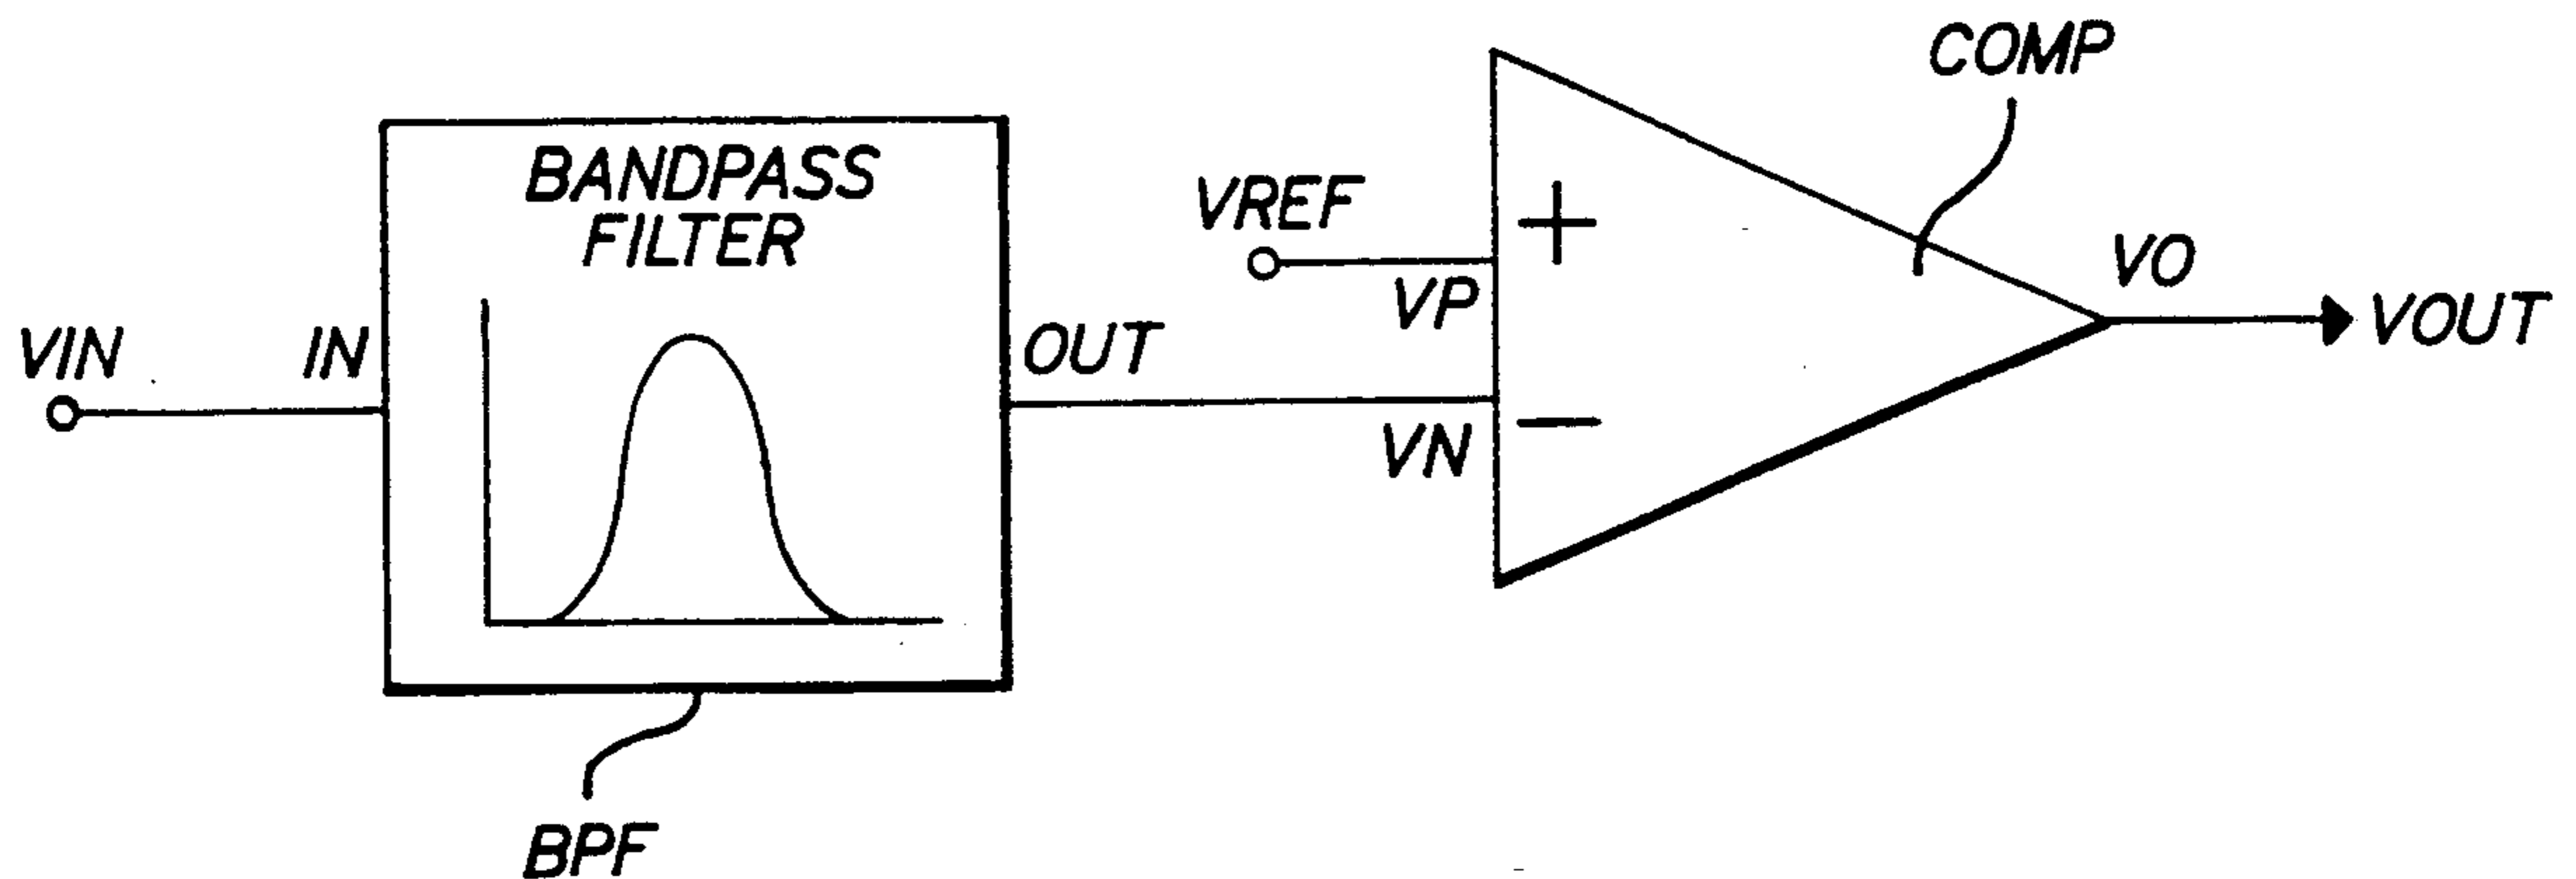 COMP
BANDPASS
FILTER
VREF
VP
VO
VOUT
VIN
IN
OUT
+
−
VN
BPF